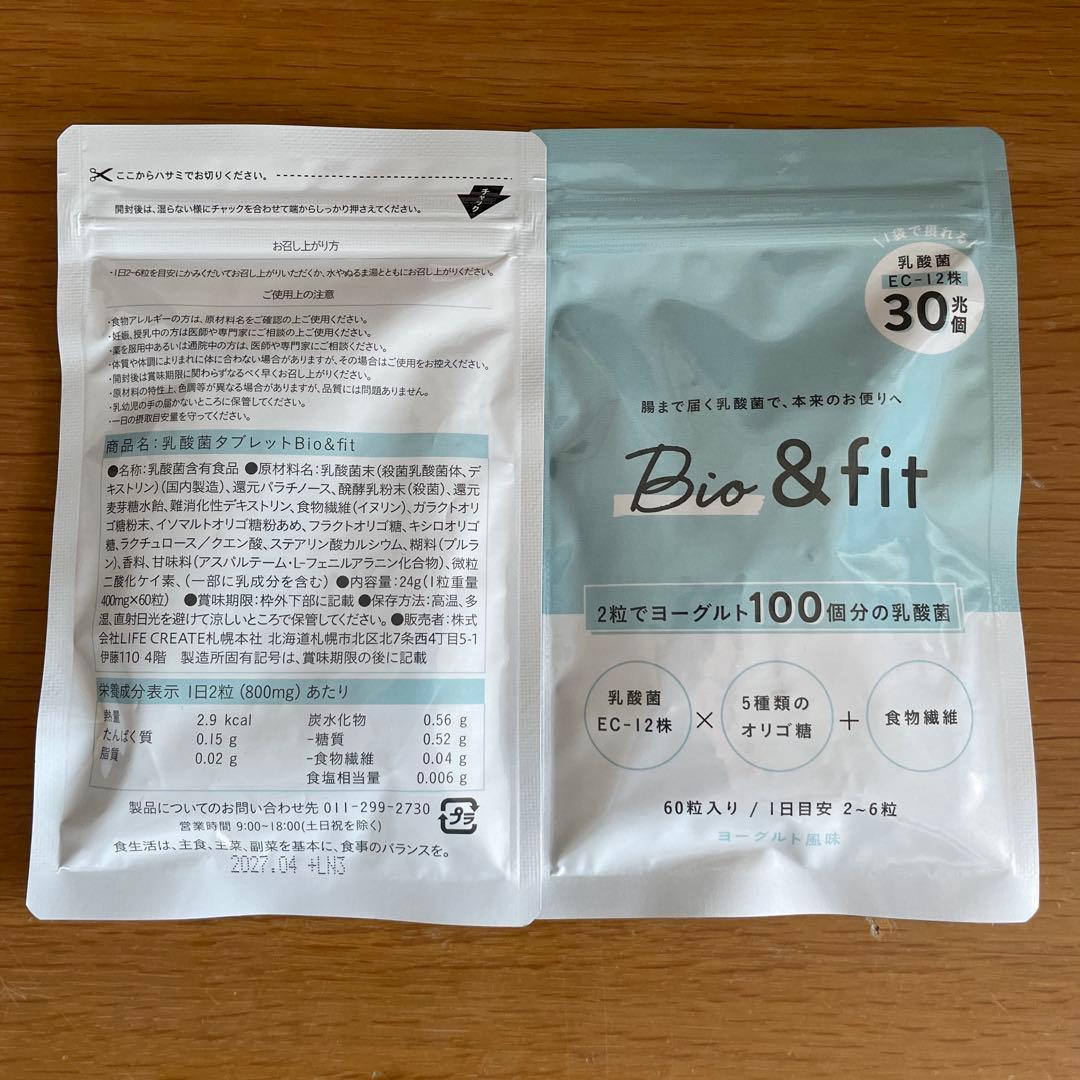 ここからハサミでお切りください。
チャック
開封後は、湿らない様にチャックを合わせて端からしっかり押さえてください。
お召し上がり方
・1日2~6粒を目安にかみくだいてお召し上がりいただくか、水やぬるま湯とともにお召し上がりください。
ご使用上の注意
・食物アレルギーの方は、原材料名をご確認の上ご使用ください。
・妊娠、授乳中の方は医師や専門家にご相談の上ご使用ください。
・薬を服用中あるいは通院中の方は、医師や専門家にご相談ください。
・体質や体調によりまれに体に合わない場合がありますが、その場合はご使用をお控えください。
・開封後は賞味期限に関わらずなるべく早くお召し上がりください。
・原材料の特性上、色調等が異なる場合がありますが、品質には問題ありません。
・乳幼児の手の届かないところに保管してください。
・一日の摂取目安量を守ってください。
商品名:乳酸菌タブレットBio&fit
●名称:乳酸菌含有食品 ●原材料名:乳酸菌末(殺菌乳酸菌体、デ
キストリン)(国内製造)、還元パラチノース、醗酵乳粉末(殺菌)、還元
麦芽糖水飴、難消化性デキストリン、食物繊維(イヌリン)、ガラクトオリ
ゴ糖粉末、イソマルトオリゴ糖粉あめ、フラクトオリゴ糖、キシロオリゴ
糖、ラクチュロース／クエン酸、ステアリン酸カルシウム、糊料(プルラ
ン)、香料、甘味料(アスパルテーム・L-フェニルアラニン化合物)、微粒
二酸化ケイ素、(一部に乳成分を含む) ●内容量:24g(1粒重量
400mg×60粒) ●賞味期限:枠外下部に記載 ●保存方法:高温、多
湿、直射日光を避けて涼しいところで保管してください。●販売者:株式
会社LIFE CREATE札幌本社 北海道札幌市北区北7条西4丁目5-1
伊藤110 4階 製造所固有記号は、賞味期限の後に記載
栄養成分表示 1日2粒(800mg)あたり
熱量 2.9 kcal 炭水化物 0.56 g
たんぱく質 0.15 g -糖質 0.52 g
脂質 0.02 g -食物繊維 0.04 g
食塩相当量 0.006 g
製品についてのお問い合わせ先 011-299-2730
プラ
営業時間 9:00~18:00(土日祝を除く)
食生活は、主食、主菜、副菜を基本に、食事のバランスを。
2027.04 +LN3
1袋で摂れる
乳酸菌
EC-12株
30兆個
腸まで届く乳酸菌で、本来のお便りへ
Bio &fit
2粒でヨーグルト100個分の乳酸菌
乳酸菌
EC-12株
×
5種類の
オリゴ糖
+
食物繊維
60粒入り / 1日目安 2~6粒
ヨーグルト風味